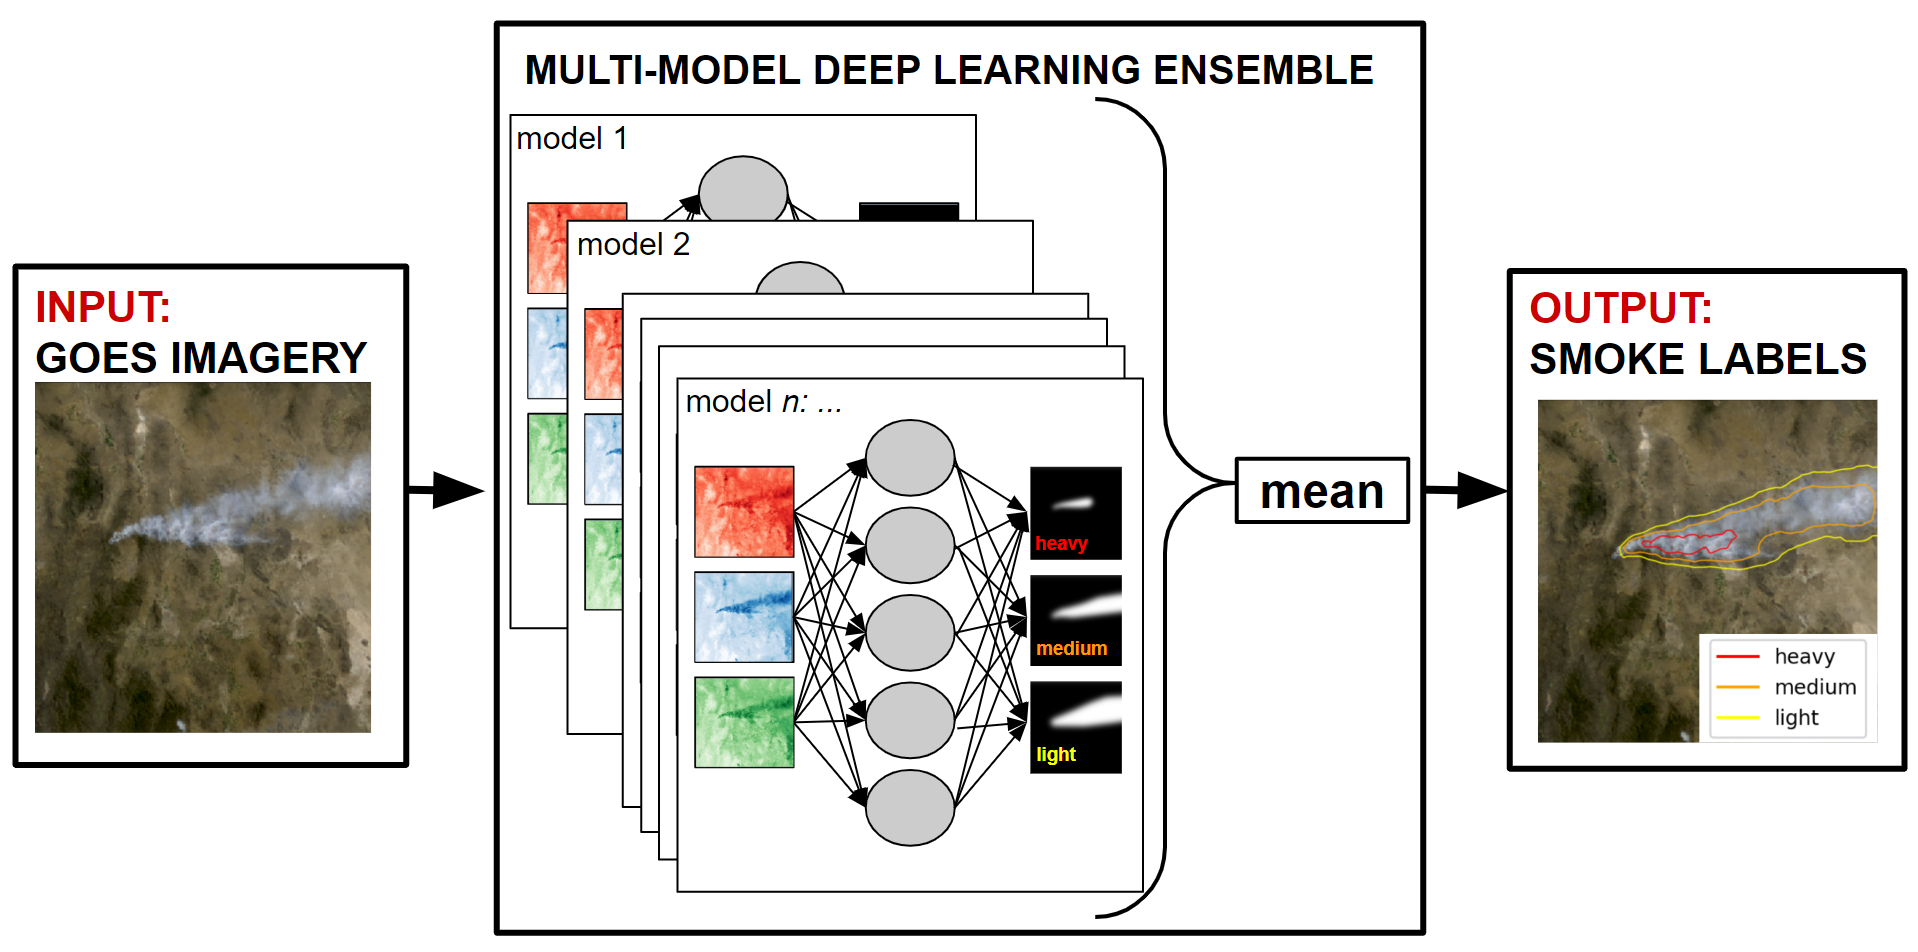 MULTI-MODEL DEEP LEARNING ENSEMBLE
model 1
model 2
model n: ...
heavy
medium
light
INPUT:
GOES IMAGERY
mean
OUTPUT:
SMOKE LABELS
heavy
medium
light